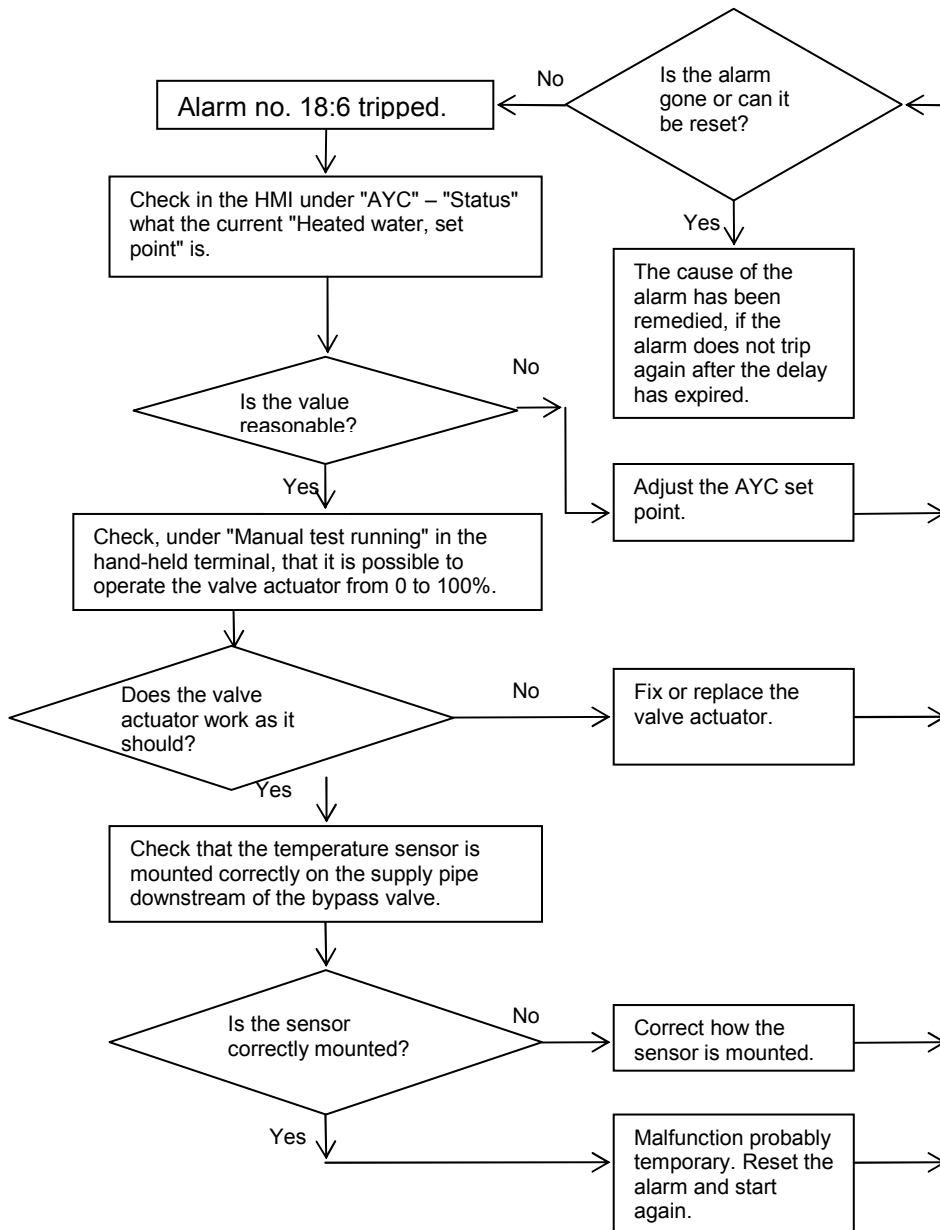 Is the alarm
gone or can it
be reset?
No
Yes
Alarm no. 18:6 tripped.
Check in the HMI under "AYC" – "Status"
what the current "Heated water, set
point" is.
The cause of the
alarm has been
remedied, if the
alarm does not trip
again after the delay
has expired.
Is the value
reasonable?
No
Yes
Adjust the AYC set
point.
Check, under "Manual test running" in the
hand-held terminal, that it is possible to
operate the valve actuator from 0 to 100%.
Does the valve
actuator work as it
should?
No
Yes
Fix or replace the
valve actuator.
Check that the temperature sensor is
mounted correctly on the supply pipe
downstream of the bypass valve.
Is the sensor
correctly mounted?
No
Yes
Correct how the
sensor is mounted.
Malfunction probably
temporary. Reset the
alarm and start
again.